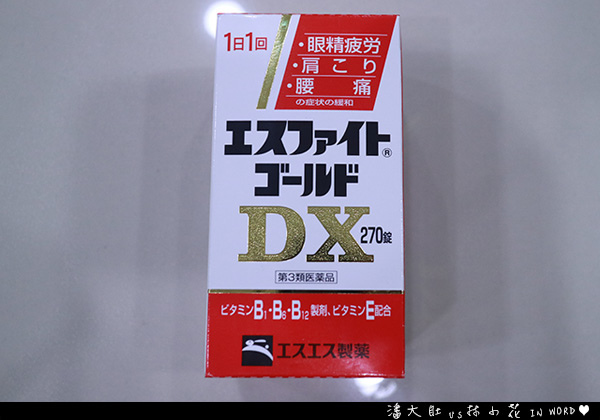 1日1回
・眼精疲労
・肩こり
・腰痛
の症状の緩和
エスファイト®
ゴールド
DX 270錠
第3類医薬品
ビタミンB1・B6・B12製剤、ビタミンE配合
エスエス製薬
潘大肚 vs 林小花 IN WORD♥